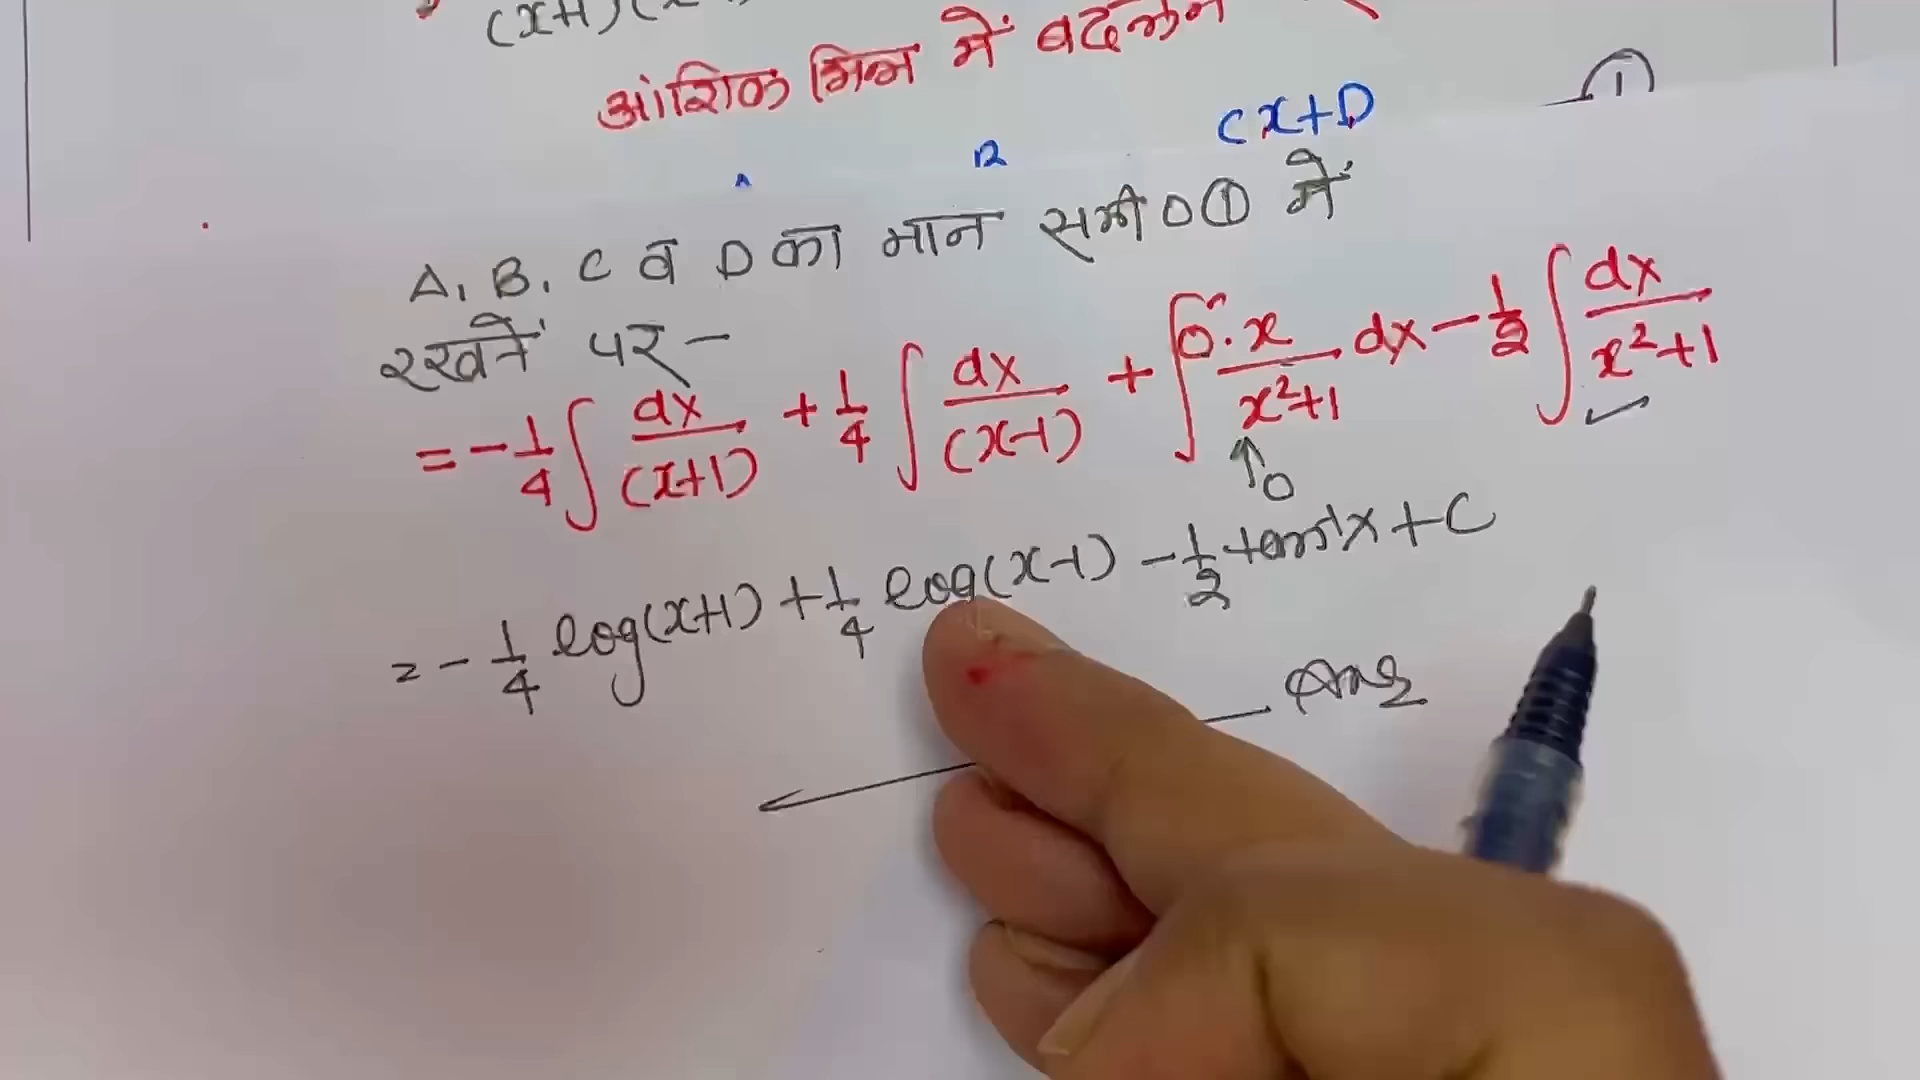 (x+1)(x-
आंशिक भिन्न में बदलने
①
Cx+D
A B
A, B, C व D का मान समी० ① में
रखने पर -
= -1/4 ∫ dx/(x+1) + 1/4 ∫ dx/(x-1) + ∫ 0·x/(x²+1) dx - 1/2 ∫ dx/(x²+1)
↑0
= -1/4 log(x+1) + 1/4 log(x-1) - 1/2 tan⁻¹x + C
Ans